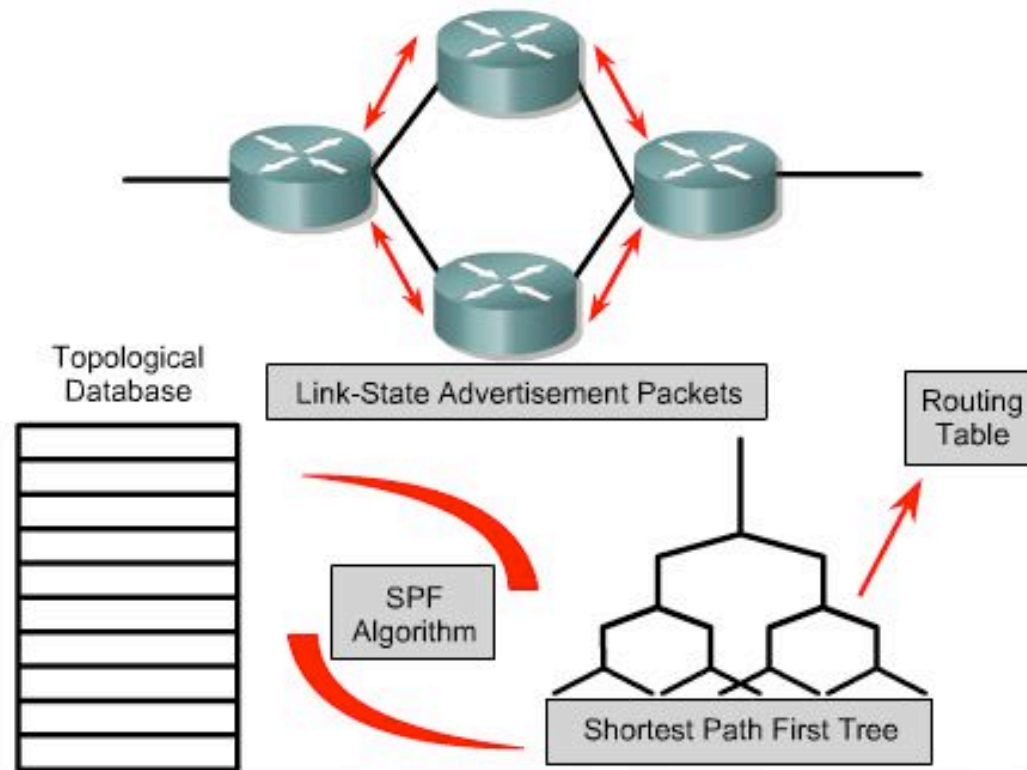 Topological
Database
Link-State Advertisement Packets
Routing
Table
SPF
Algorithm
Shortest Path First Tree